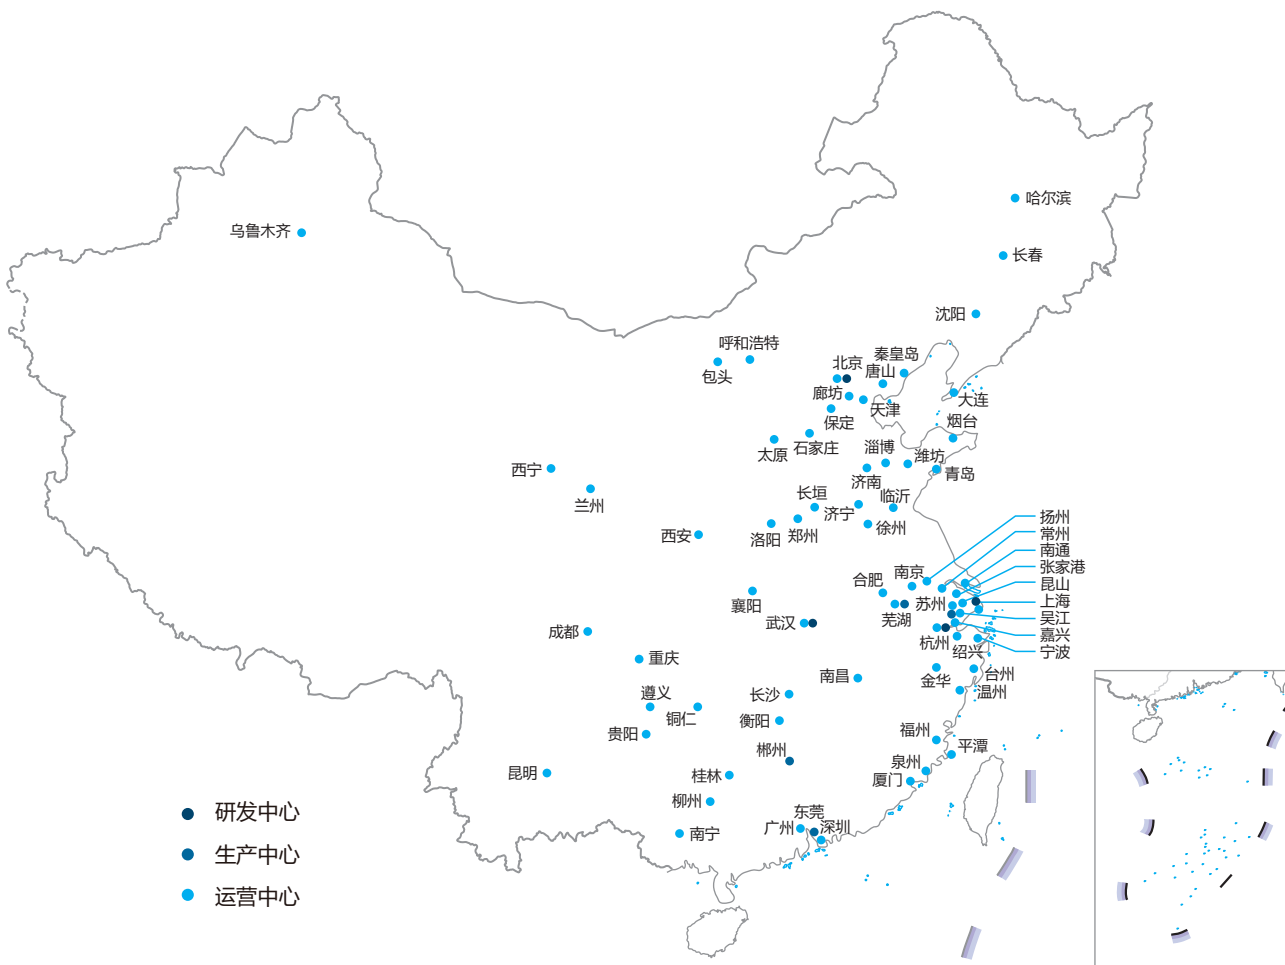 哈尔滨
乌鲁木齐
长春
沈阳
呼和浩特
包头
北京
秦皇岛
唐山
廊坊
天津
大连
保定
烟台
石家庄
太原
淄博
潍坊
济南
青岛
西宁
兰州
长垣
济宁
临沂
西安
洛阳
郑州
徐州
扬州
常州
南通
张家港
昆山
上海
吴江
嘉兴
宁波
南京
合肥
芜湖
苏州
襄阳
武汉
杭州
绍兴
成都
重庆
南昌
金华
台州
温州
遵义
铜仁
长沙
贵阳
衡阳
郴州
福州
平潭
泉州
厦门
昆明
桂林
柳州
南宁
广州
东莞
深圳
研发中心
生产中心
运营中心